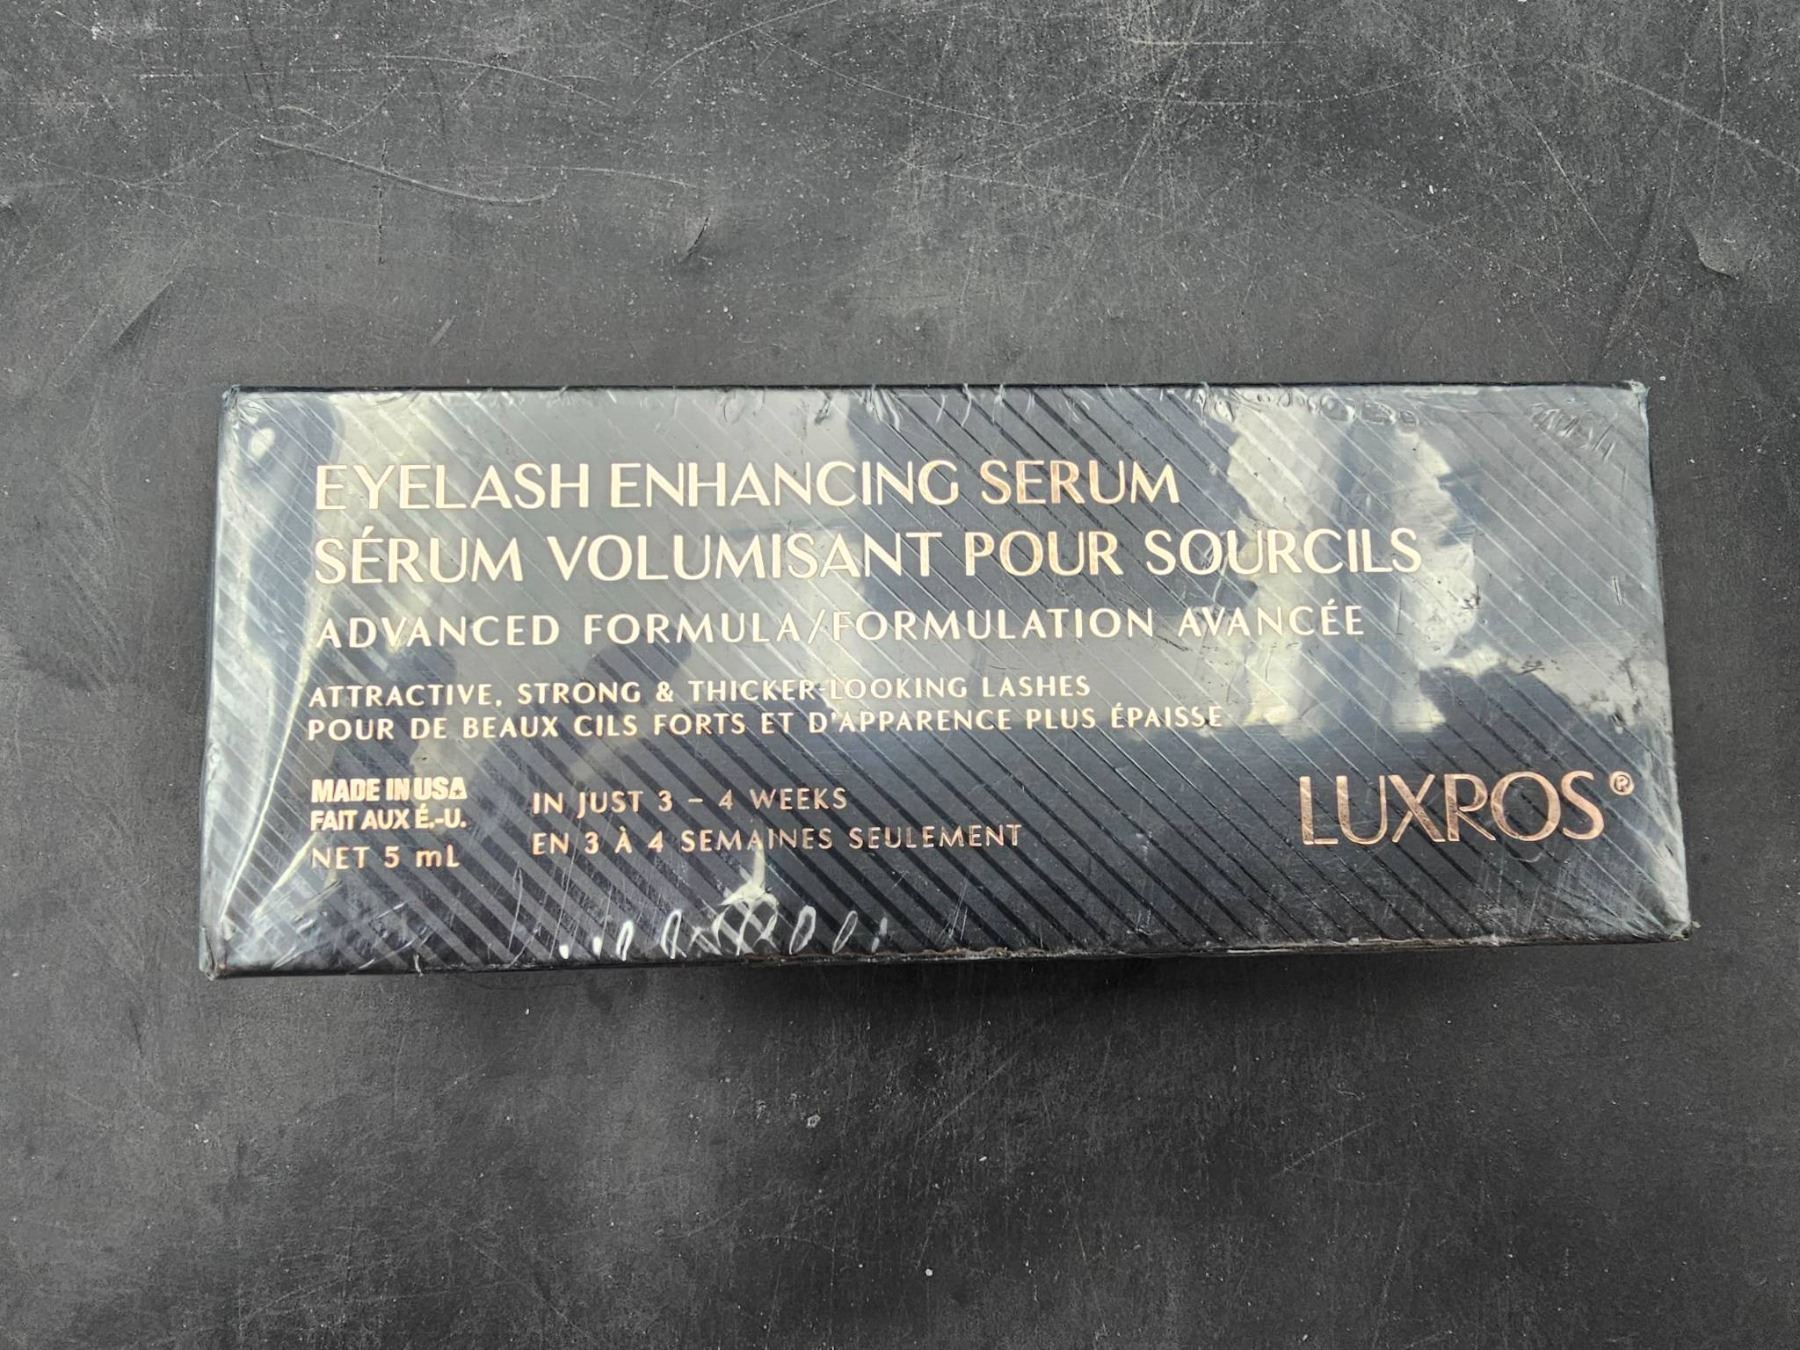 EYELASH ENHANCING SERUM
SÉRUM VOLUMISANT POUR SOURCILS
ADVANCED FORMULA/FORMULATION AVANCÉE
ATTRACTIVE, STRONG & THICKER-LOOKING LASHES
POUR DE BEAUX CILS FORTS ET D'APPARENCE PLUS ÉPAISSE
MADE IN USA
FAIT AUX É.-U.
NET 5 mL
IN JUST 3 – 4 WEEKS
EN 3 À 4 SEMAINES SEULEMENT
LUXROS®